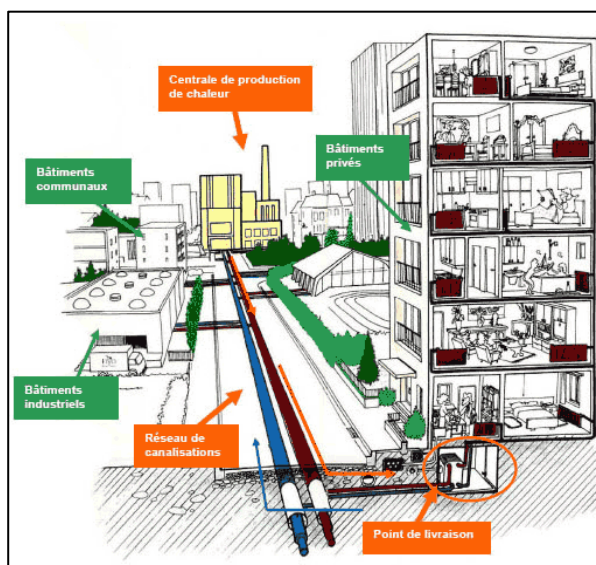 Centrale de production
de chaleur
Bâtiments
communaux
Bâtiments
privés
Bâtiments
industriels
Réseau de
canalisations
Point de livraison